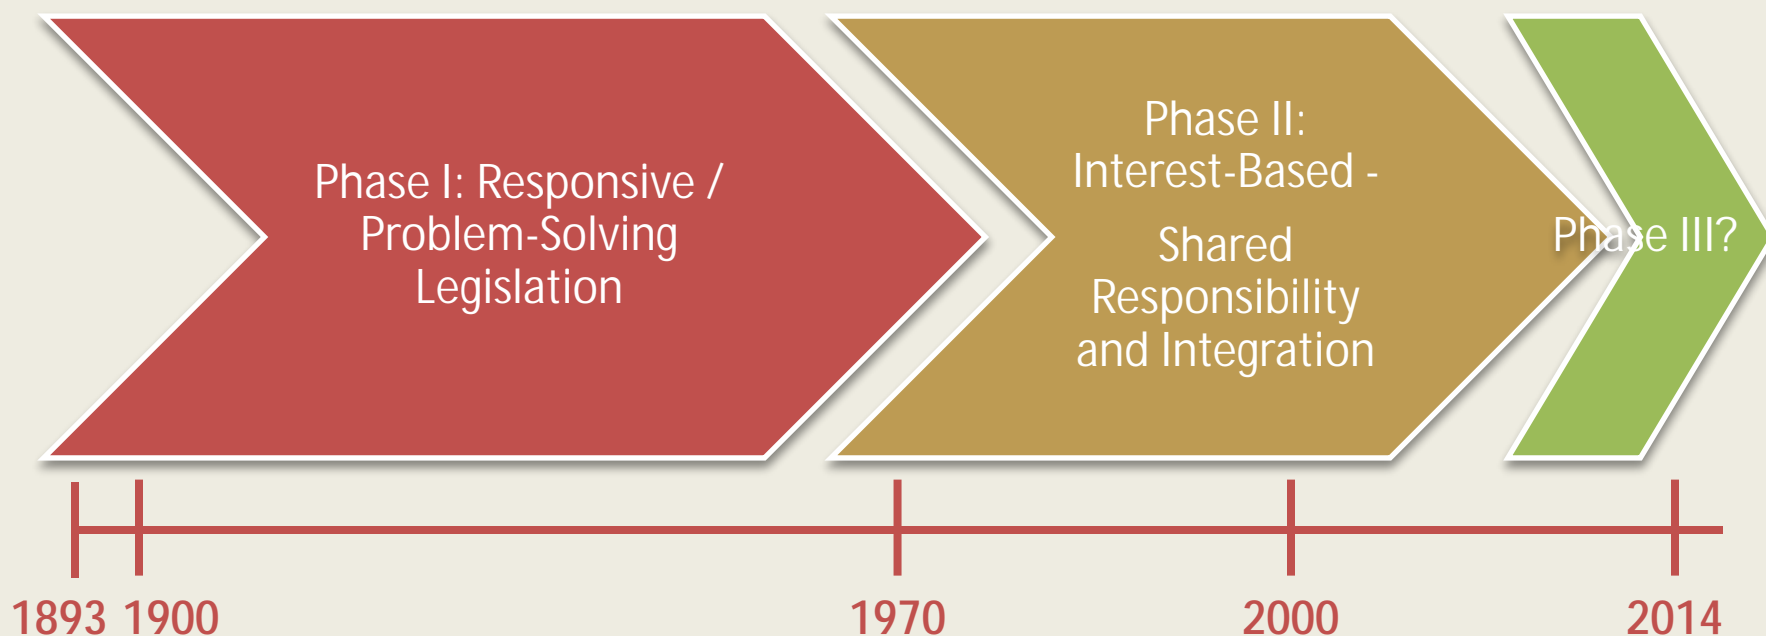 Phase I: Responsive /
Problem-Solving
Legislation
Phase II:
Interest-Based -
Shared
Responsibility
and Integration
Phase III?
1893 1900 1970 2000 2014